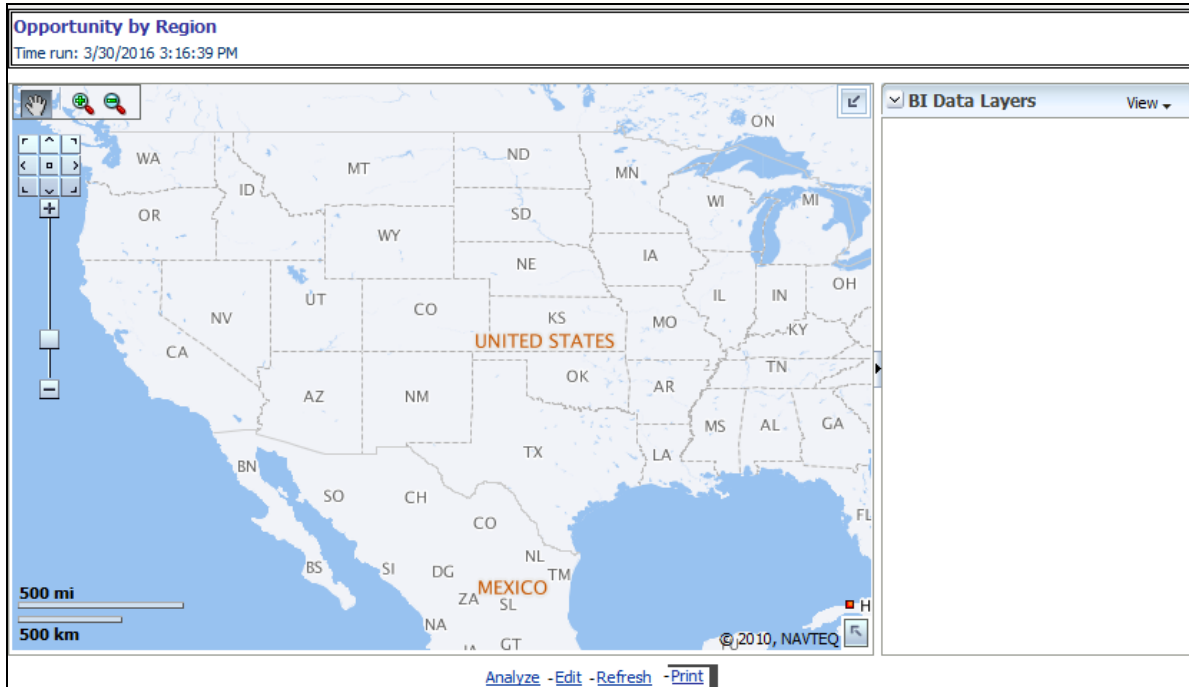 Opportunity by Region
Time run: 3/30/2016 3:16:39 PM
BI Data Layers
View
ON
WA
MT
ND
MN
ID
OR
SD
WI
MI
WY
IA
NE
OH
UT
CO
IL
IN
NV
KS
MO
KY
UNITED STATES
CA
TN
OK
AR
AZ
NM
MS
AL
GA
TX
LA
BN
SO
CH
CO
FL
NL
BS
SI
DG
TM
MEXICO
ZA
SL
500 mi
H
NA
500 km
© 2010, NAVTEQ
GT
Analyze - Edit - Refresh - Print